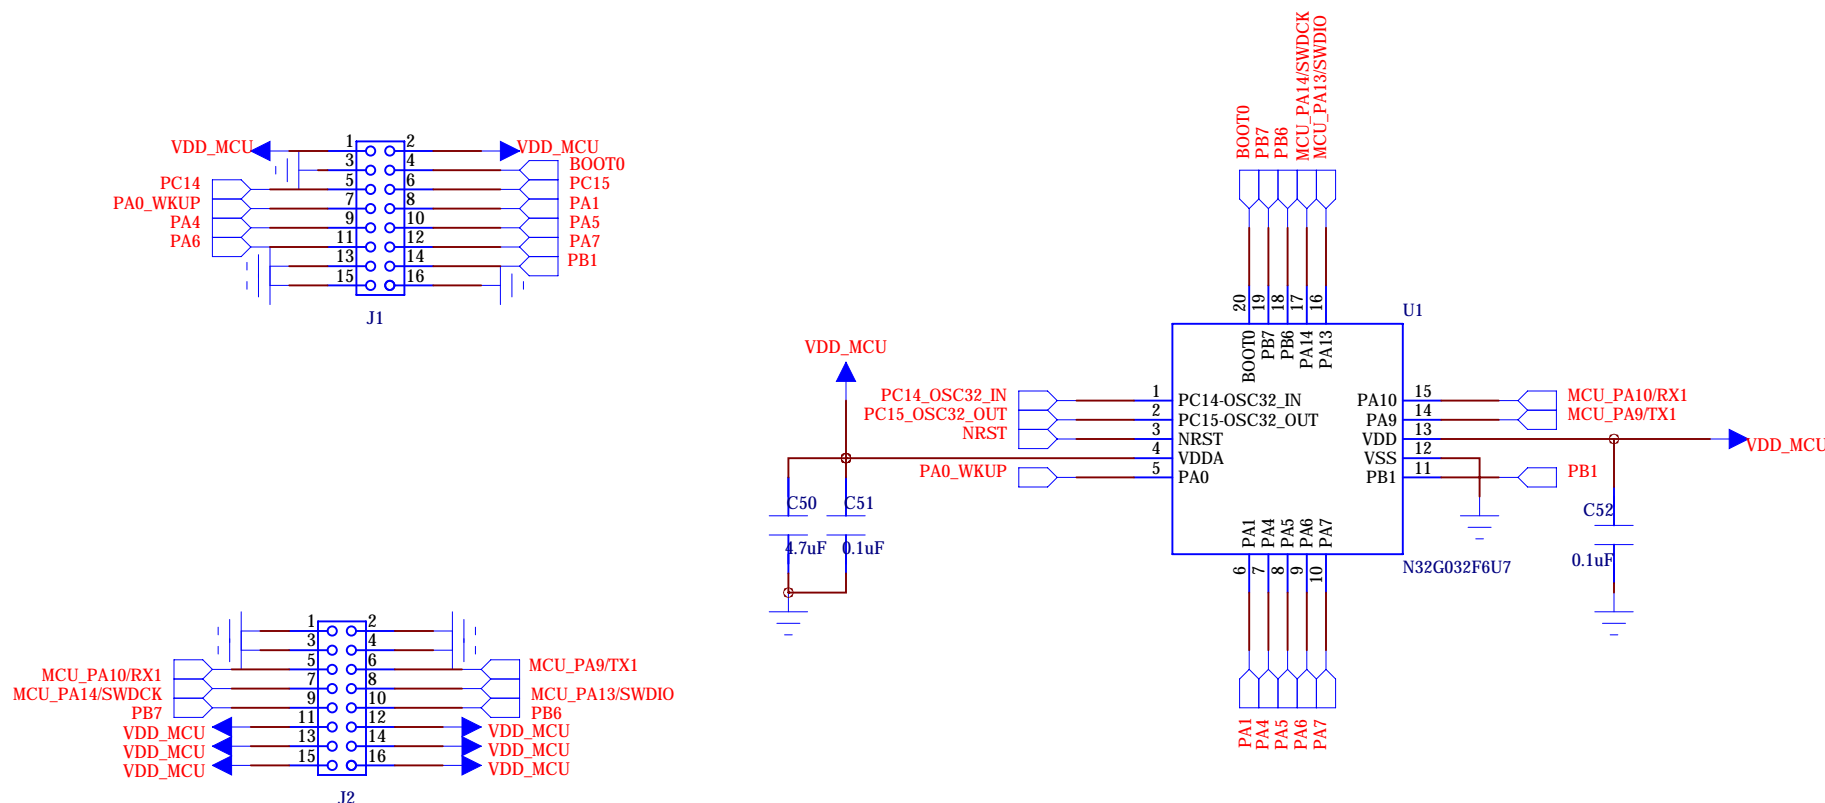 VDD_MCU 1 2 VDD_MCU
3 4 BOOT0
PC14 5 6 PC15
PA0_WKUP 7 8 PA1
PA4 9 10 PA5
PA6 11 12 PA7
13 14 PB1
15 16
J1
1 2
3 4
MCU_PA10/RX1 5 6 MCU_PA9/TX1
MCU_PA14/SWDCK 7 8 MCU_PA13/SWDIO
PB7 9 10 PB6
VDD_MCU 11 12 VDD_MCU
VDD_MCU 13 14 VDD_MCU
VDD_MCU 15 16 VDD_MCU
J2
VDD_MCU
C50
4.7uF
C51
0.1uF
BOOT0
PB7
PB6
MCU_PA14/SWDCK
MCU_PA13/SWDIO
20
19
18
17
16
BOOT0
PB7
PB6
PA14
PA13
U1
PC14_OSC32_IN 1 PC14-OSC32_IN
PC15_OSC32_OUT 2 PC15-OSC32_OUT
NRST 3 NRST
4 VDDA
PA0_WKUP 5 PA0
PA10 15 MCU_PA10/RX1
PA9 14 MCU_PA9/TX1
VDD 13 VDD_MCU
VSS 12
PB1 11 PB1
PA1
PA4
PA5
PA6
PA7
6
7
8
9
10
PA1
PA4
PA5
PA6
PA7
N32G032F6U7
C52
0.1uF